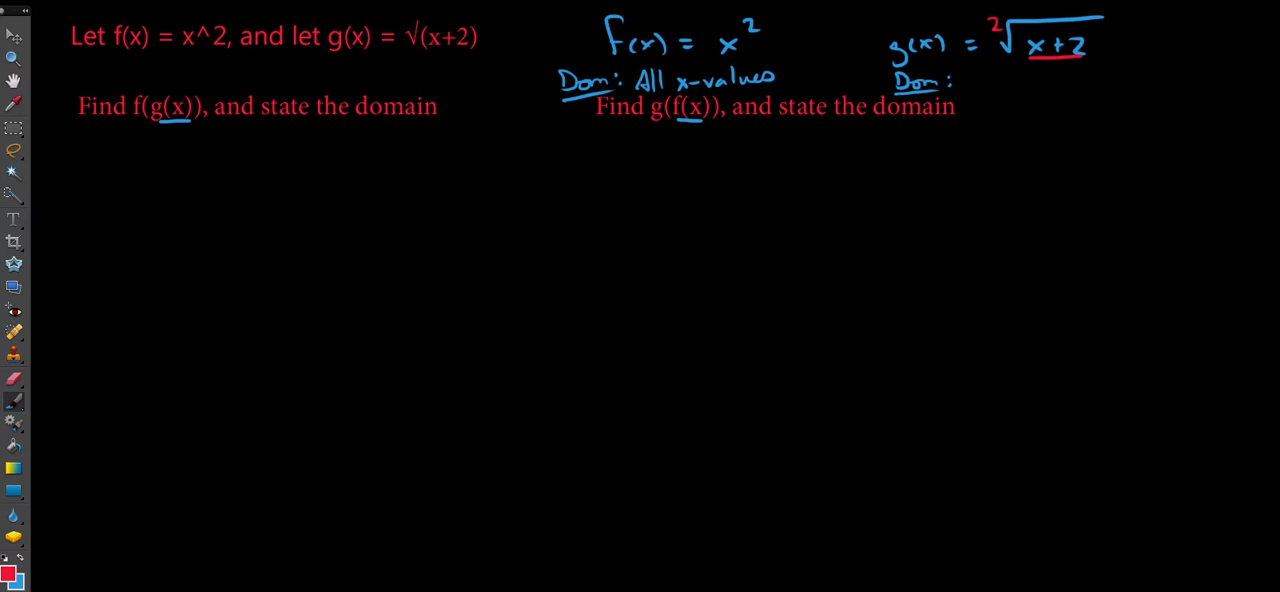 Let f(x) = x^2, and let g(x) = √(x+2)
f(x) = x²
g(x) = ²√x+2
Dom: All x-values
Dom:
Find f(g(x)), and state the domain
Find g(f(x)), and state the domain